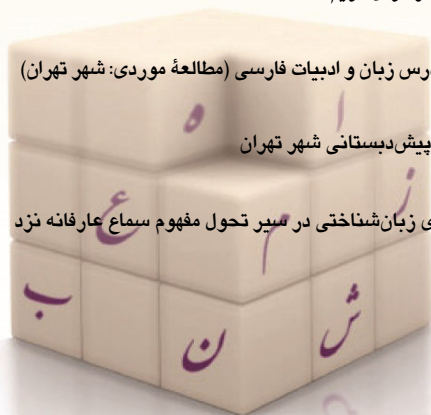 درس زبان و ادبیات فارسی (مطالعهٔ موردی: شهر تهران)
ه ا
پیش‌دبستانی شهر تهران
ع م ز
زبان‌شناختی در سیر تحول مفهوم سماع عارفانه نزد
ب ن ش